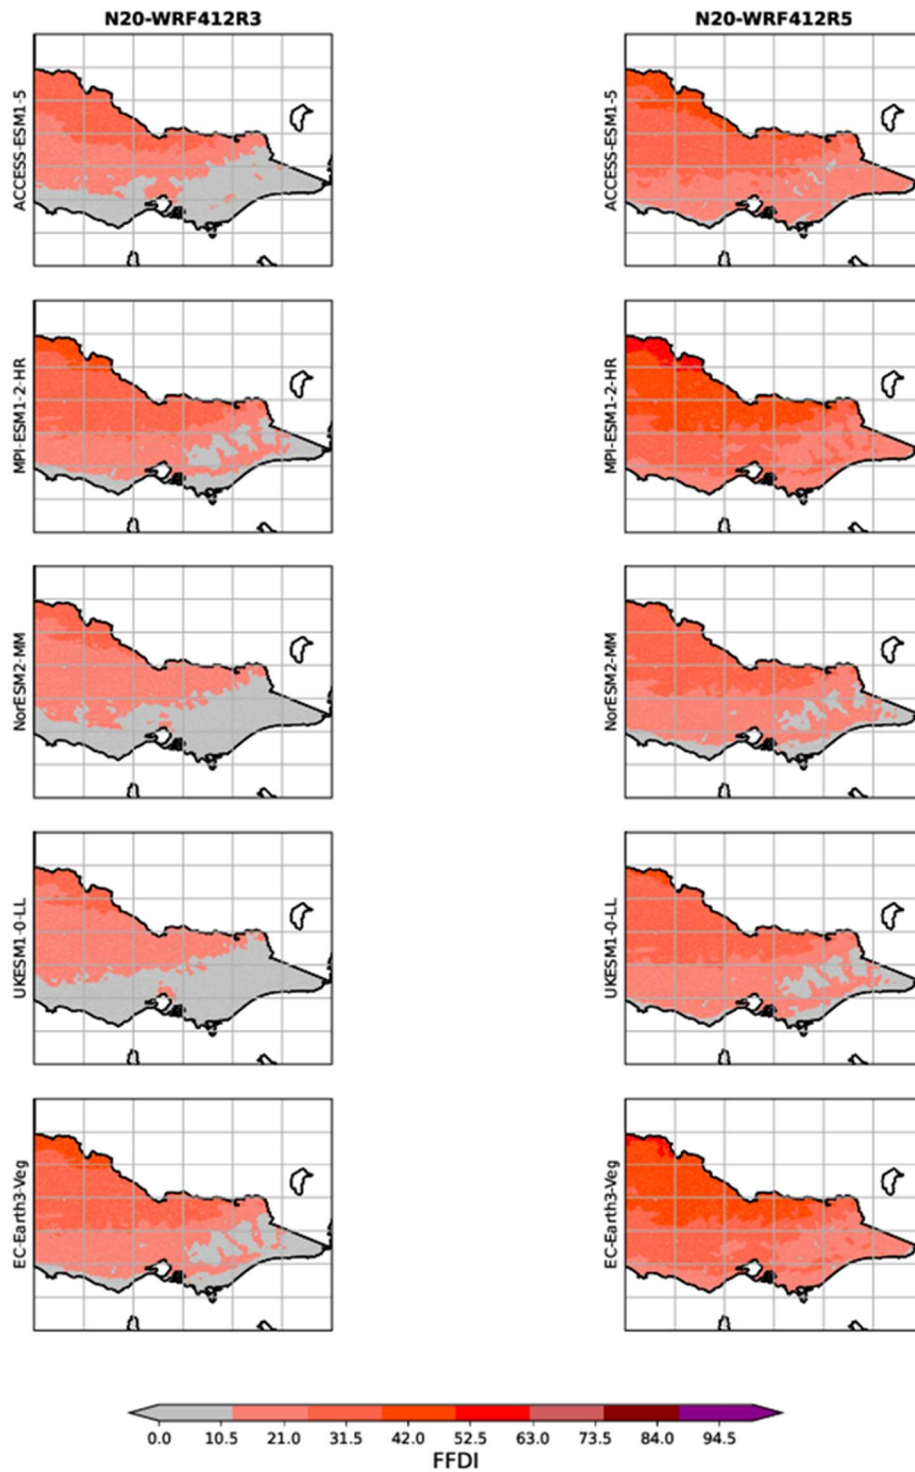 N20-WRF412R3 N20-WRF412R5
ACCESS-ESM1-5 ACCESS-ESM1-5
MPI-ESM1-2-HR MPI-ESM1-2-HR
NorESM2-MM NorESM2-MM
UKESM1-0-LL UKESM1-0-LL
EC-Earth3-Veg EC-Earth3-Veg
0.0 10.5 21.0 31.5 42.0 52.5 63.0 73.5 84.0 94.5
FFDI